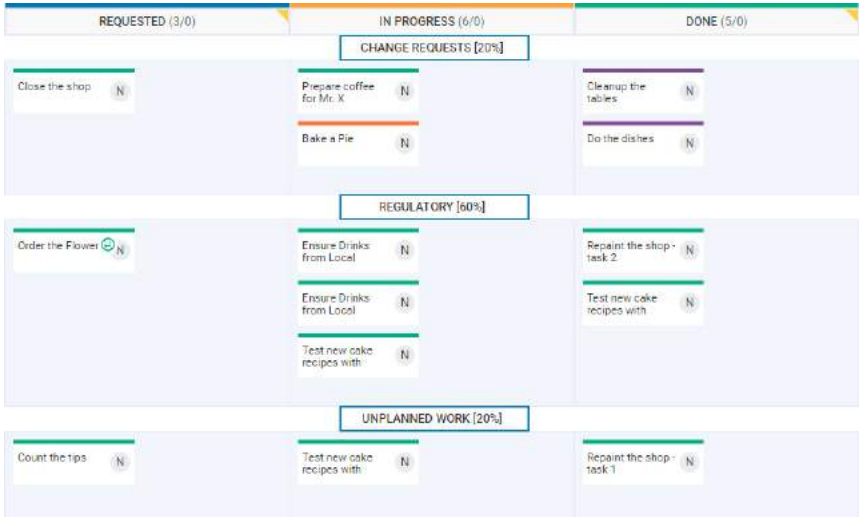 REQUESTED (3/0)
IN PROGRESS (6/0)
DONE (5/0)
CHANGE REQUESTS [20%]
Close the shop
N
Prepare coffee
for Mr. X
N
Cleanup the
tables
N
Bake a Pie
N
Do the dishes
N
REGULATORY [60%]
Order the Flower
N
Ensure Drinks
from Local
N
Repaint the shop -
task 2
N
Ensure Drinks
from Local
N
Test new cake
recipes with
N
Test new cake
recipes with
N
UNPLANNED WORK [20%]
Count the tips
N
Test new cake
recipes with
N
Repaint the shop -
task 1
N